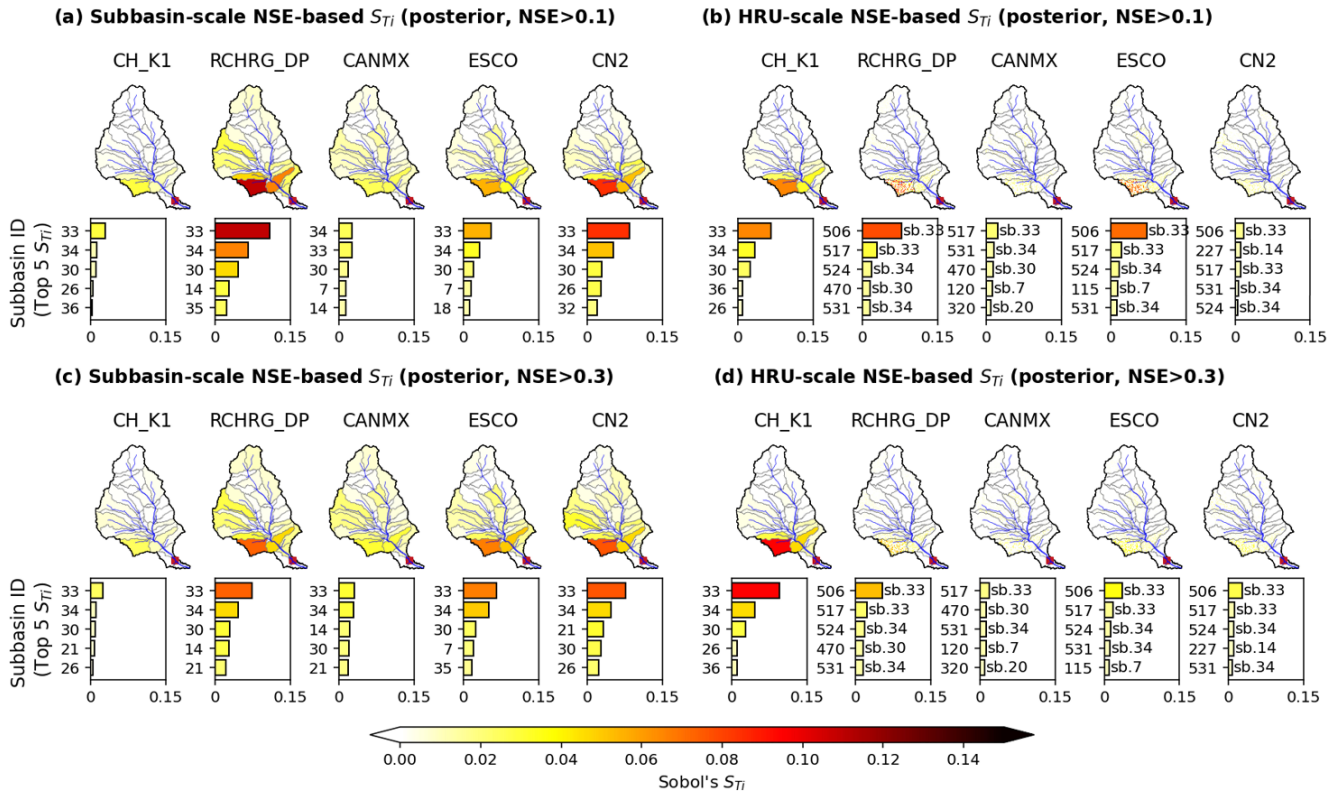 (a) Subbasin-scale NSE-based S_Ti (posterior, NSE>0.1)
(b) HRU-scale NSE-based S_Ti (posterior, NSE>0.1)
CH_K1 RCHRG_DP CANMX ESCO CN2
CH_K1 RCHRG_DP CANMX ESCO CN2
Subbasin ID
(Top 5 S_Ti)
33 34 30 26 36
0 0.15
33 34 30 14 35
0 0.15
34 33 30 7 14
0 0.15
33 34 30 7 18
0 0.15
33 34 30 26 32
0 0.15
33 34 30 36 26
0 0.15
506 sb.33
517 sb.33
524 sb.34
470 sb.30
531 sb.34
0 0.15
517 sb.33
531 sb.34
470 sb.30
120 sb.7
320 sb.20
0 0.15
506 sb.33
517 sb.33
524 sb.34
115 sb.7
531 sb.34
0 0.15
506 sb.33
227 sb.14
517 sb.33
531 sb.34
524 sb.34
0 0.15
(c) Subbasin-scale NSE-based S_Ti (posterior, NSE>0.3)
(d) HRU-scale NSE-based S_Ti (posterior, NSE>0.3)
CH_K1 RCHRG_DP CANMX ESCO CN2
CH_K1 RCHRG_DP CANMX ESCO CN2
Subbasin ID
(Top 5 S_Ti)
33 34 30 21 26
0 0.15
33 34 30 14 21
0 0.15
33 34 14 30 21
0 0.15
33 34 30 7 35
0 0.15
33 34 21 30 26
0 0.15
33 34 30 26 36
0 0.15
506 sb.33
517 sb.33
524 sb.34
470 sb.30
531 sb.34
0 0.15
517 sb.33
470 sb.30
531 sb.34
120 sb.7
320 sb.20
0 0.15
506 sb.33
517 sb.33
524 sb.34
531 sb.34
115 sb.7
0 0.15
506 sb.33
517 sb.33
524 sb.34
227 sb.14
531 sb.34
0 0.15
0.00 0.02 0.04 0.06 0.08 0.10 0.12 0.14
Sobol's S_Ti